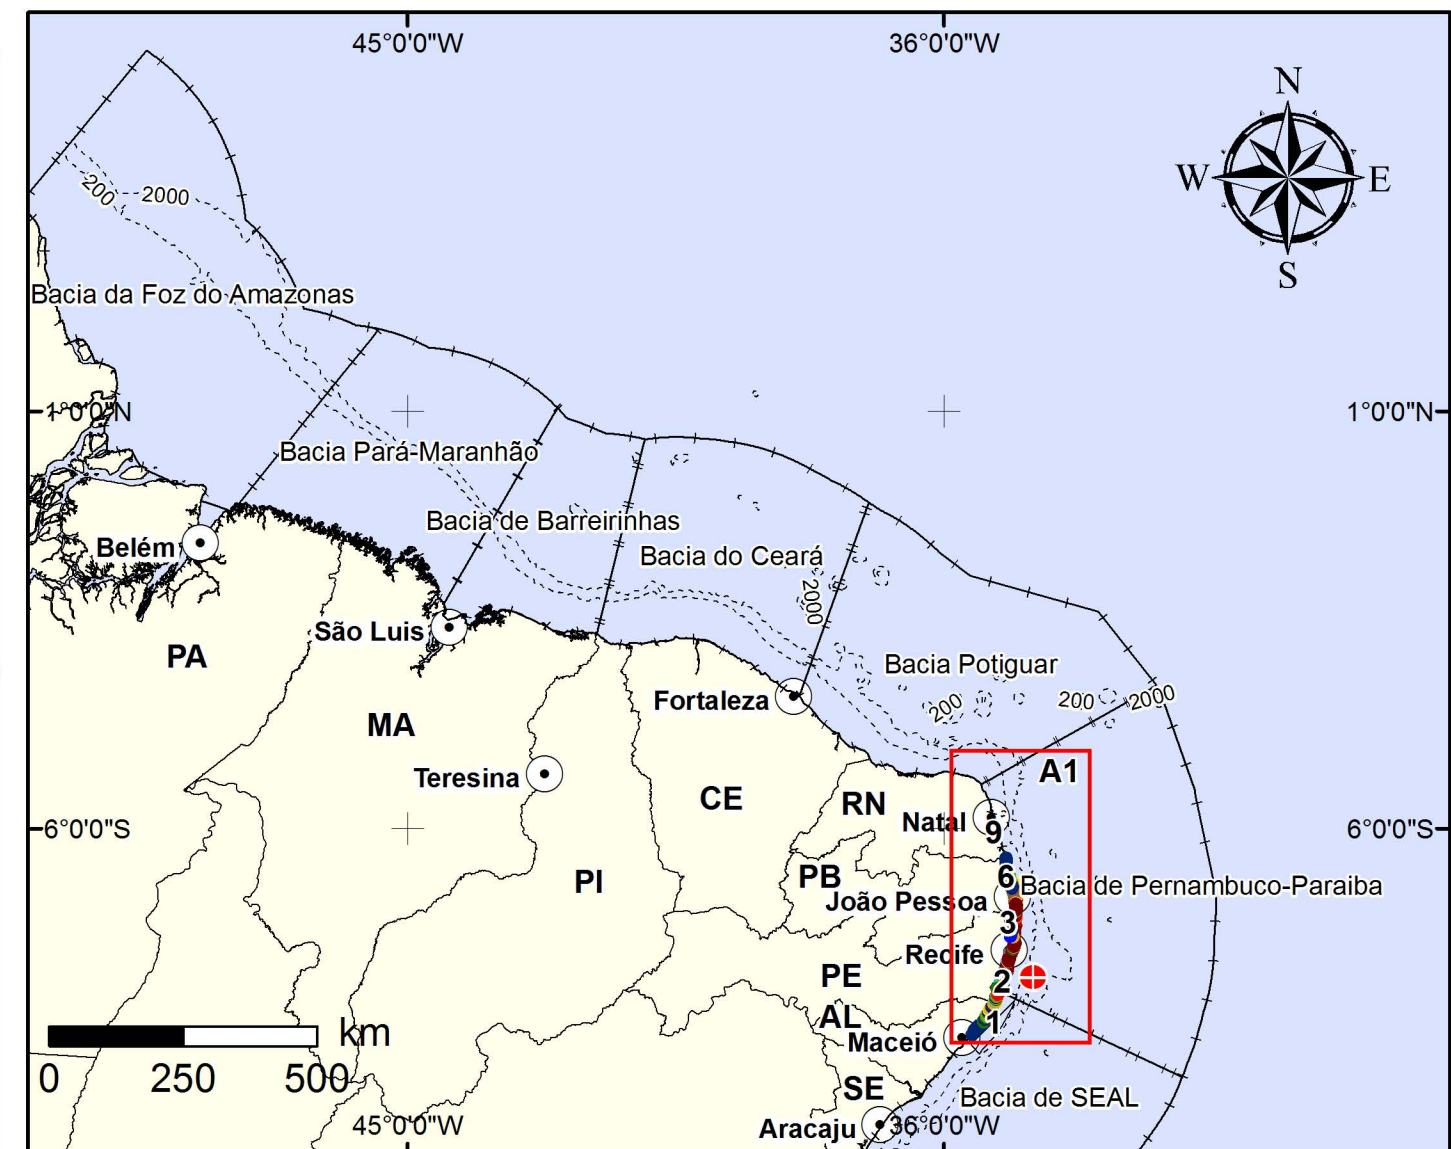 45°0'0"W
36°0'0"W
N
W
E
S
200
2000
Bacia da Foz do Amazonas
1°0'0"N
1°0'0"N
Bacia Pará-Maranhão
Bacia de Barreirinhas
Belém
Bacia do Ceará
2000
São Luis
PA
Bacia Potiguar
Fortaleza
200
200
2000
MA
Teresina
A1
CE
RN
Natal
9
6°0'0"S
6°0'0"S
PI
PB
6
Bacia de Pernambuco-Paraiba
João Pessoa
3
Recife
PE
2
AL
1
Maceió
km
0
250
500
SE
Bacia de SEAL
45°0'0"W
Aracaju
36°0'0"W